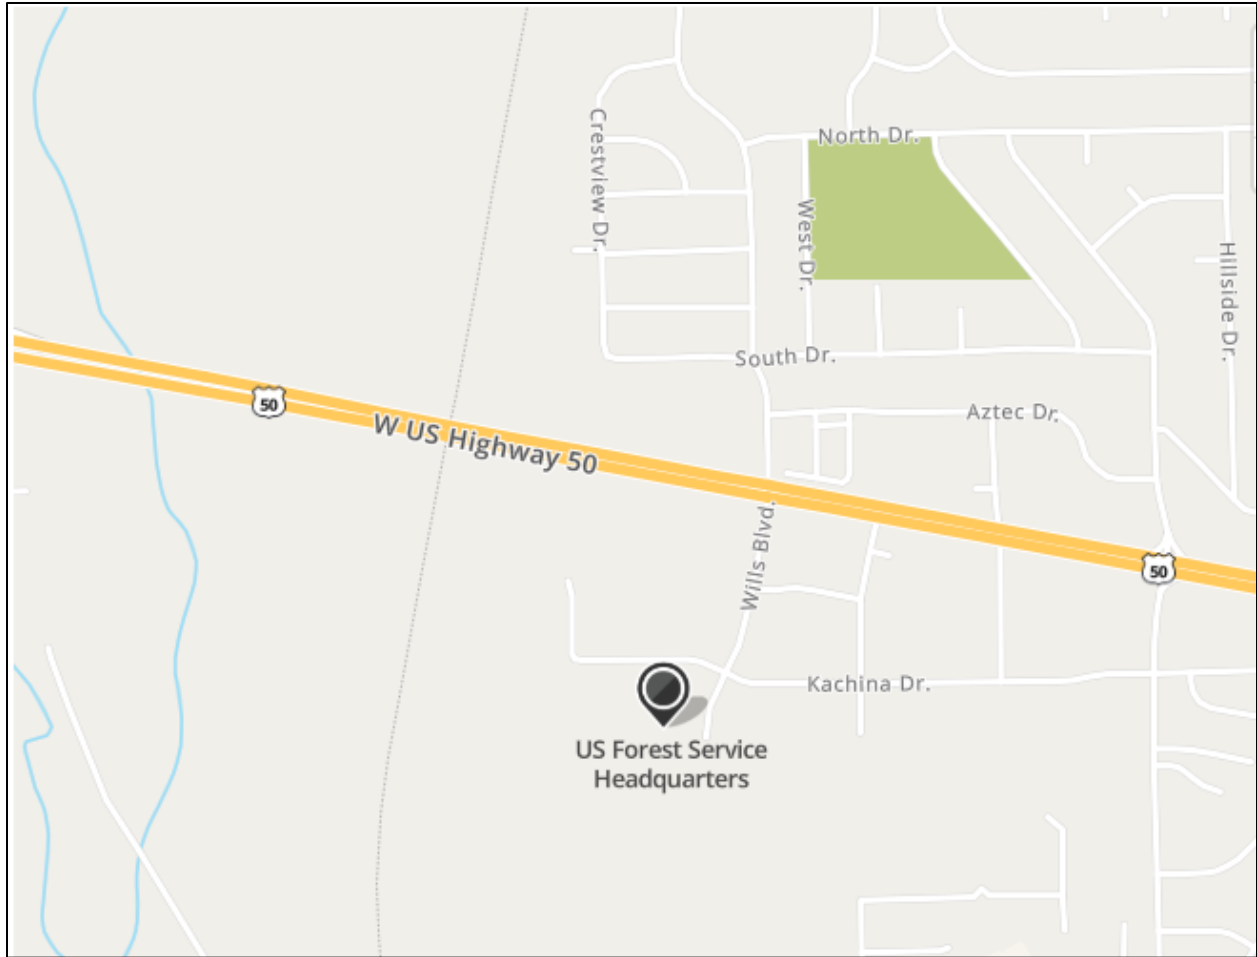 North Dr.
Crestview Dr.
West Dr.
Hillside Dr.
South Dr.
50
Aztec Dr.
W US Highway 50
Wills Blvd.
50
Kachina Dr.
US Forest Service
Headquarters